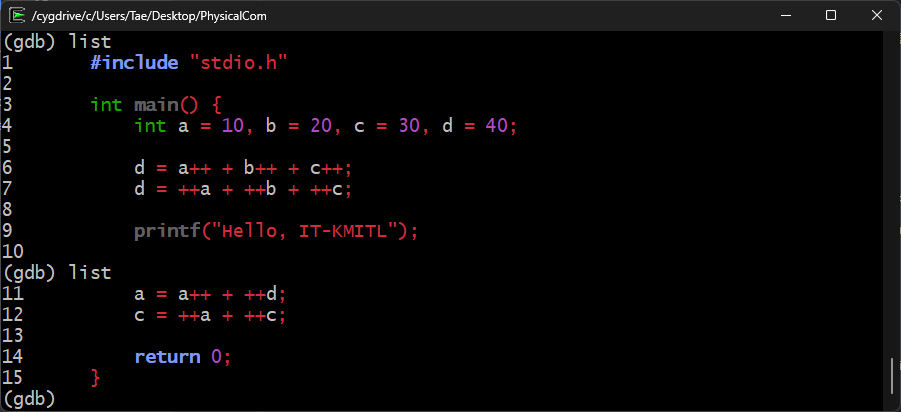 /cygdrive/c/Users/Tae/Desktop/PhysicalCom
(gdb) list
1       #include "stdio.h"
2
3       int main() {
4           int a = 10, b = 20, c = 30, d = 40;
5
6           d = a++ + b++ + c++;
7           d = ++a + ++b + ++c;
8
9           printf("Hello, IT-KMITL");
10
(gdb) list
11          a = a++ + ++d;
12          c = ++a + ++c;
13
14          return 0;
15      }
(gdb)